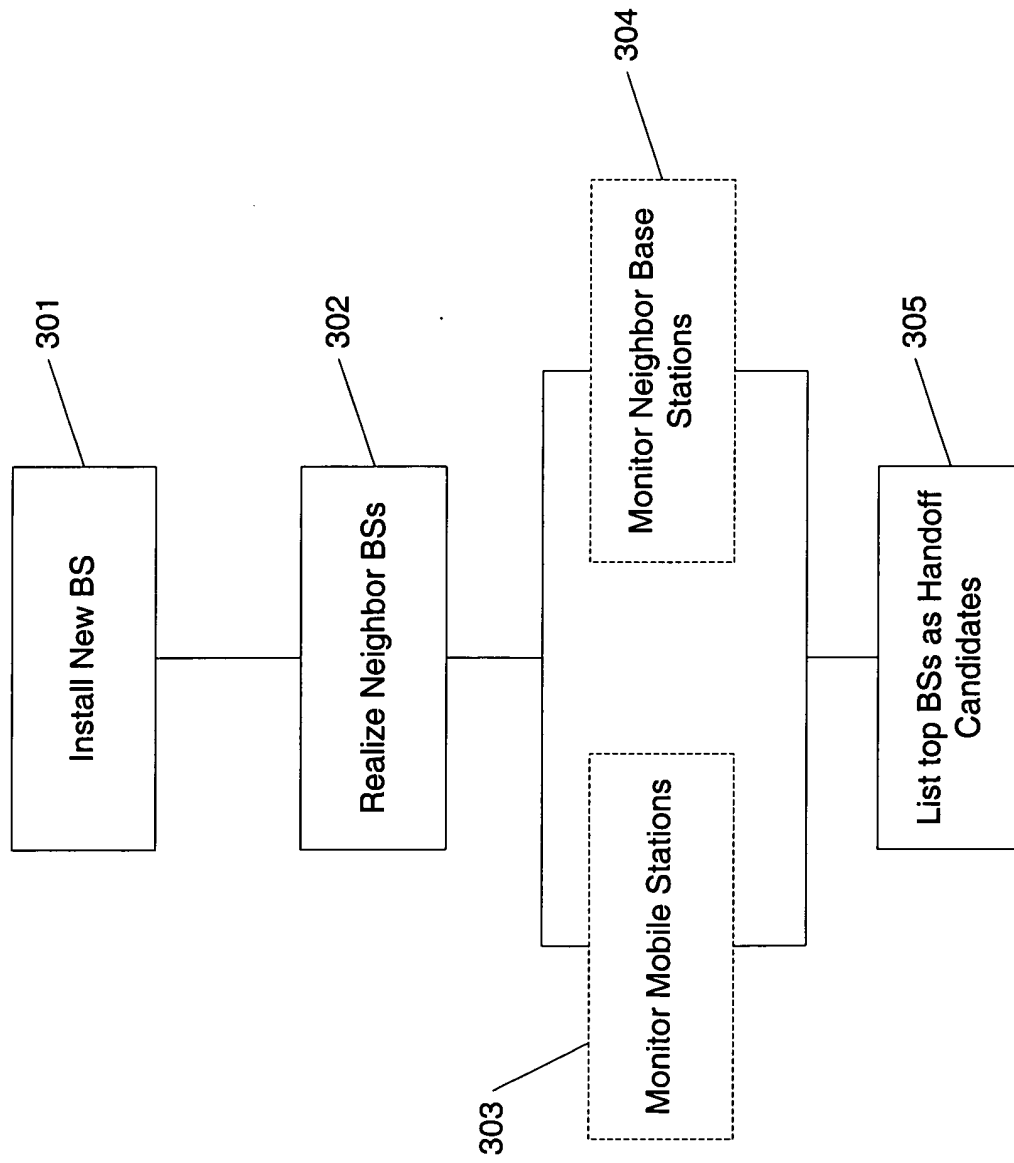 301
Install New BS
302
Realize Neighbor BSs
303
Monitor Mobile Stations
304
Monitor Neighbor Base
Stations
305
List top BSs as Handoff
Candidates